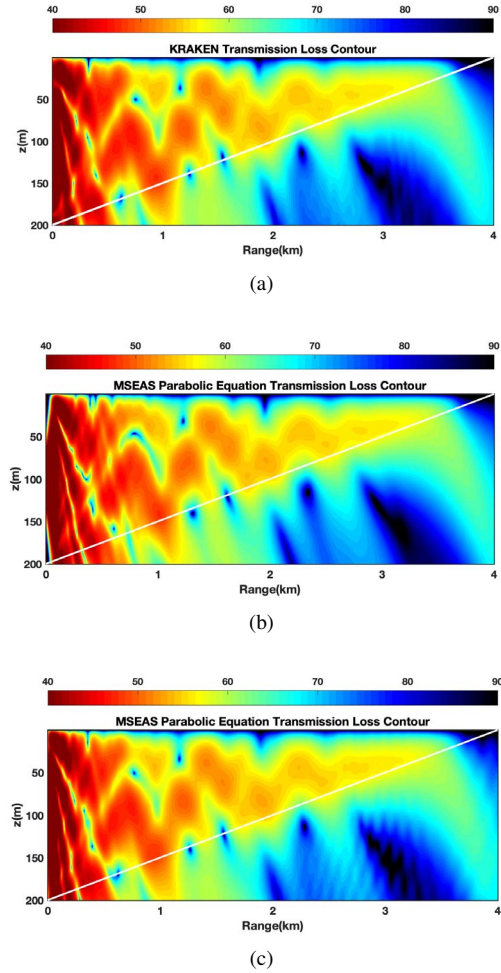 40 50 60 70 80 90
KRAKEN Transmission Loss Contour
z(m)
50
100
150
200
0 1 2 3 4
Range(km)
(a)
40 50 60 70 80 90
MSEAS Parabolic Equation Transmission Loss Contour
z(m)
50
100
150
200
0 1 2 3 4
Range(km)
(b)
40 50 60 70 80 90
MSEAS Parabolic Equation Transmission Loss Contour
z(m)
50
100
150
200
0 1 2 3 4
Range(km)
(c)